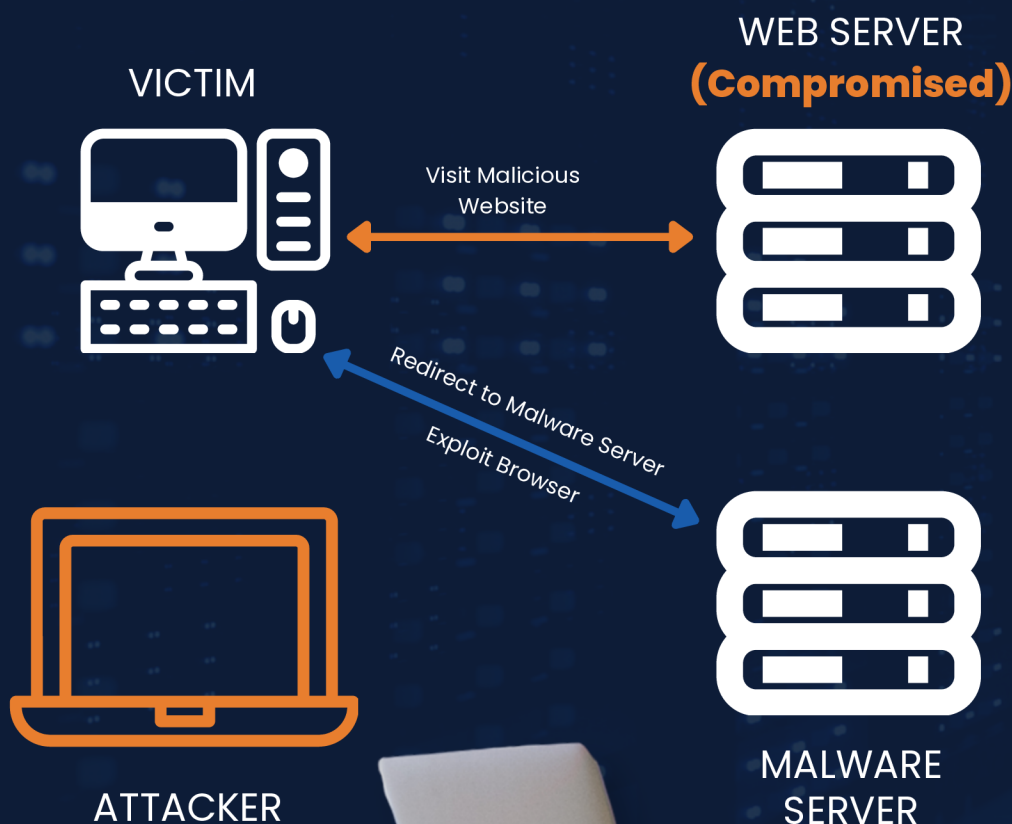 WEB SERVER
(Compromised)
VICTIM
Visit Malicious
Website
Redirect to Malware Server
Exploit Browser
ATTACKER
MALWARE
SERVER